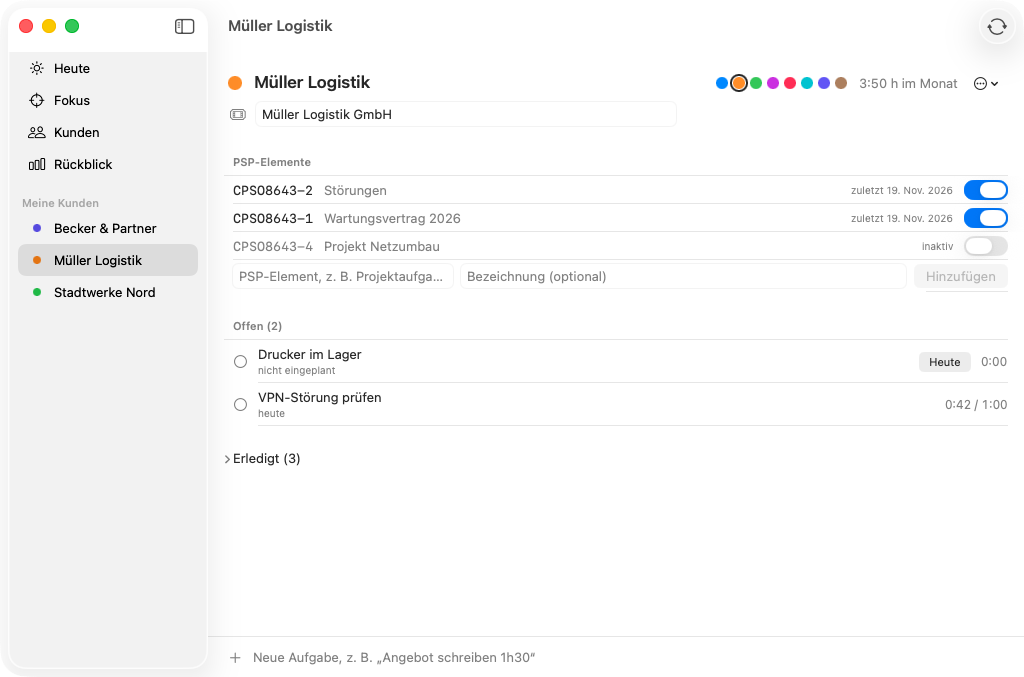 Müller Logistik
Heute
Fokus
Kunden
Rückblick
Meine Kunden
Becker & Partner
Müller Logistik
Stadtwerke Nord
Müller Logistik
3:50 h im Monat
Müller Logistik GmbH
PSP-Elemente
CPSO8643–2 Störungen zuletzt 19. Nov. 2026
CPSO8643–1 Wartungsvertrag 2026 zuletzt 19. Nov. 2026
CPSO8643–4 Projekt Netzumbau inaktiv
PSP-Element, z. B. Projektaufga... Bezeichnung (optional) Hinzufügen
Offen (2)
Drucker im Lager
nicht eingeplant
Heute 0:00
VPN-Störung prüfen
heute
0:42 / 1:00
Erledigt (3)
Neue Aufgabe, z. B. „Angebot schreiben 1h30“